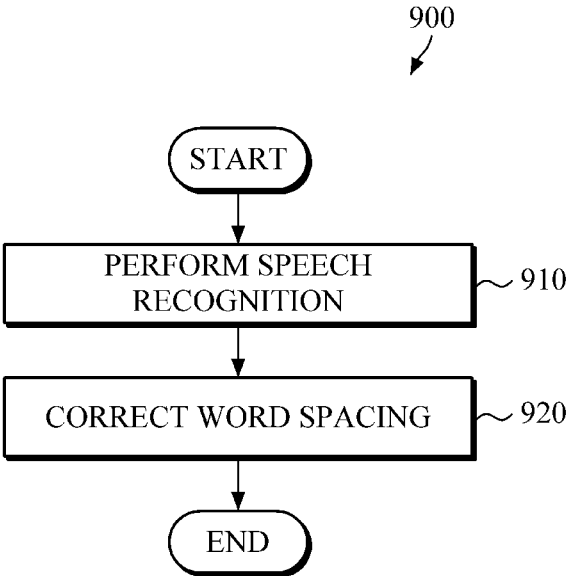 900
START
PERFORM SPEECH
RECOGNITION
910
CORRECT WORD SPACING
920
END